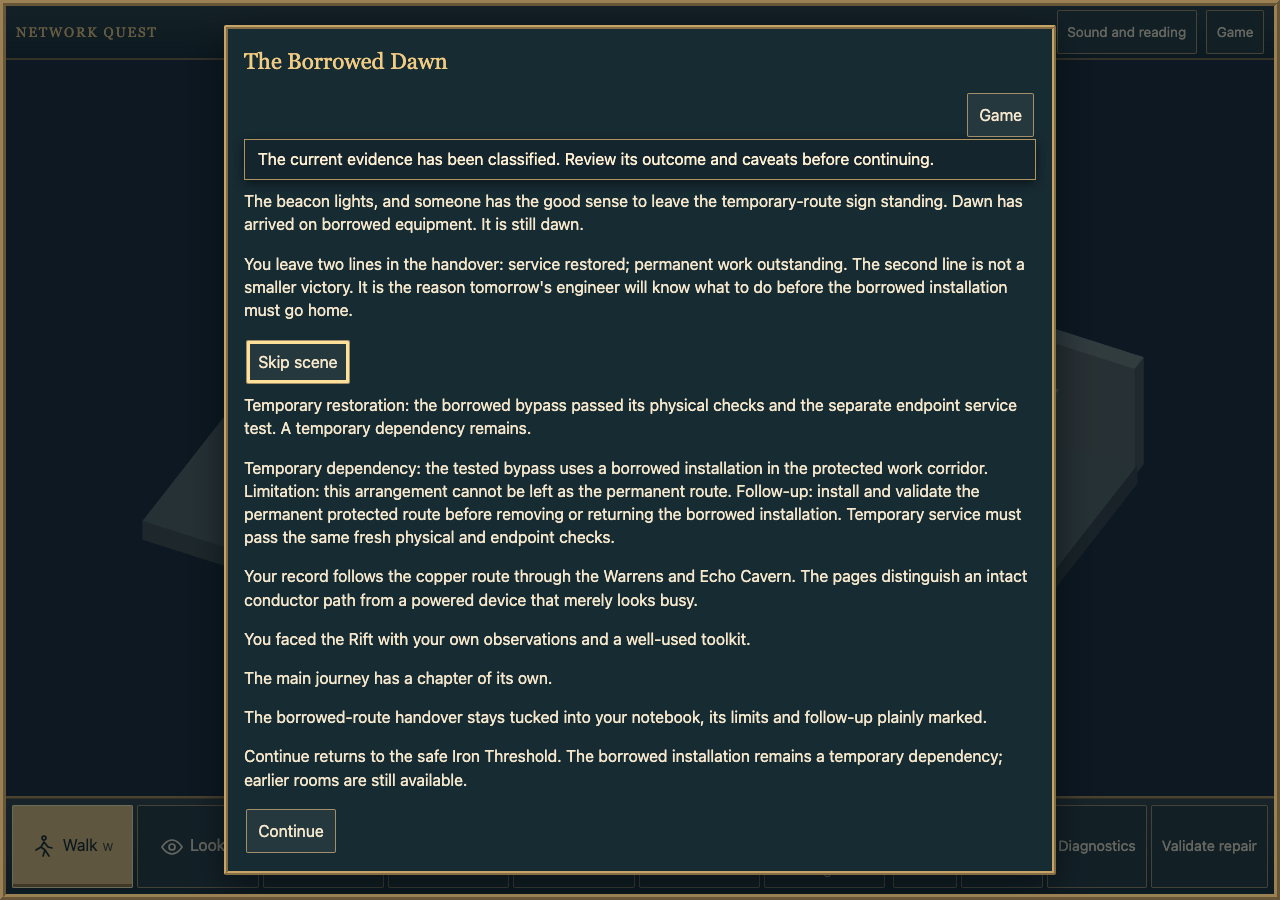 NETWORK QUEST
Sound and reading
Game
The Borrowed Dawn
Game
The current evidence has been classified. Review its outcome and caveats before continuing.
The beacon lights, and someone has the good sense to leave the temporary-route sign standing. Dawn has
arrived on borrowed equipment. It is still dawn.
You leave two lines in the handover: service restored; permanent work outstanding. The second line is not a
smaller victory. It is the reason tomorrow's engineer will know what to do before the borrowed installation
must go home.
Skip scene
Temporary restoration: the borrowed bypass passed its physical checks and the separate endpoint service
test. A temporary dependency remains.
Temporary dependency: the tested bypass uses a borrowed installation in the protected work corridor.
Limitation: this arrangement cannot be left as the permanent route. Follow-up: install and validate the
permanent protected route before removing or returning the borrowed installation. Temporary service must
pass the same fresh physical and endpoint checks.
Your record follows the copper route through the Warrens and Echo Cavern. The pages distinguish an intact
conductor path from a powered device that merely looks busy.
You faced the Rift with your own observations and a well-used toolkit.
The main journey has a chapter of its own.
The borrowed-route handover stays tucked into your notebook, its limits and follow-up plainly marked.
Continue returns to the safe Iron Threshold. The borrowed installation remains a temporary dependency;
earlier rooms are still available.
Continue
Walk W
Look
Diagnostics
Validate repair